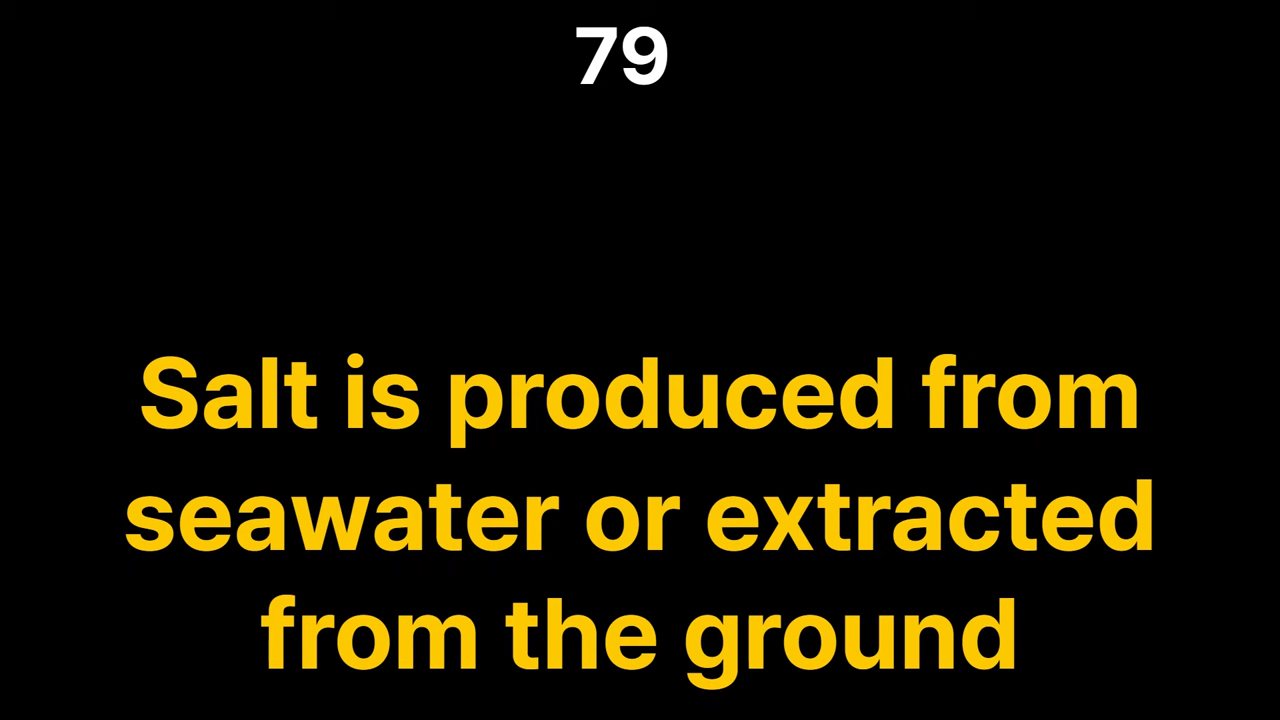 79
Salt is produced from
seawater or extracted
from the ground